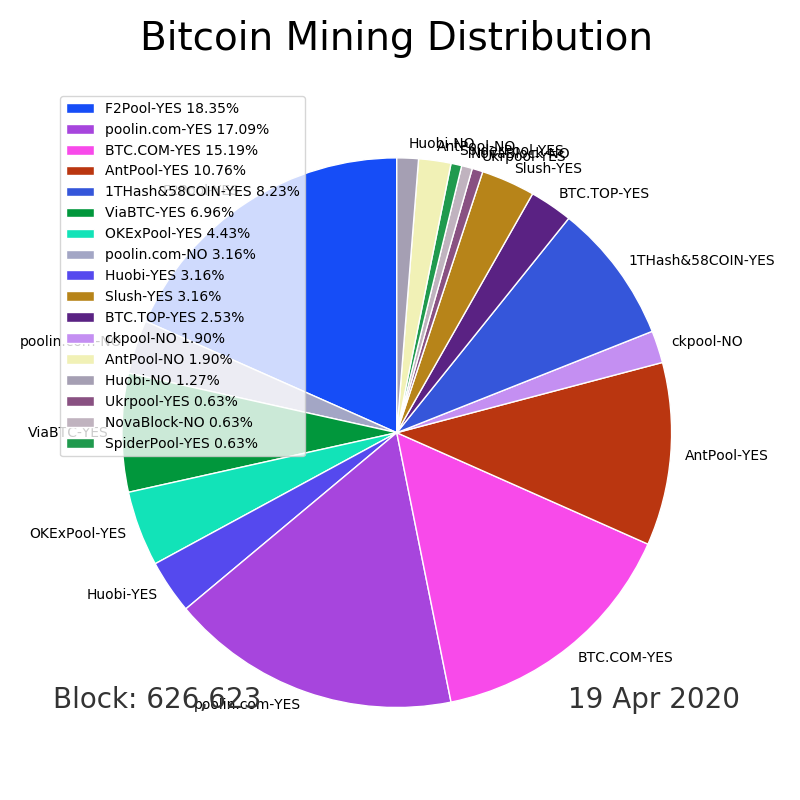 Bitcoin Mining Distribution
F2Pool-YES 18.35%
poolin.com-YES 17.09%
BTC.COM-YES 15.19%
AntPool-YES 10.76%
1THash&58COIN-YES 8.23%
ViaBTC-YES 6.96%
OKExPool-YES 4.43%
poolin.com-NO 3.16%
Huobi-YES 3.16%
Slush-YES 3.16%
BTC.TOP-YES 2.53%
ckpool-NO 1.90%
AntPool-NO 1.90%
Huobi-NO 1.27%
Ukrpool-YES 0.63%
NovaBlock-NO 0.63%
SpiderPool-YES 0.63%
Huobi-NO
AntPool-NO
SpiderPool-YES
NovaBlock-NO
Ukrpool-YES
Slush-YES
BTC.TOP-YES
1THash&58COIN-YES
ckpool-NO
AntPool-YES
BTC.COM-YES
poolin.com-YES
Huobi-YES
OKExPool-YES
ViaBTC-YES
poolin.com-NO
Block: 626,623
19 Apr 2020